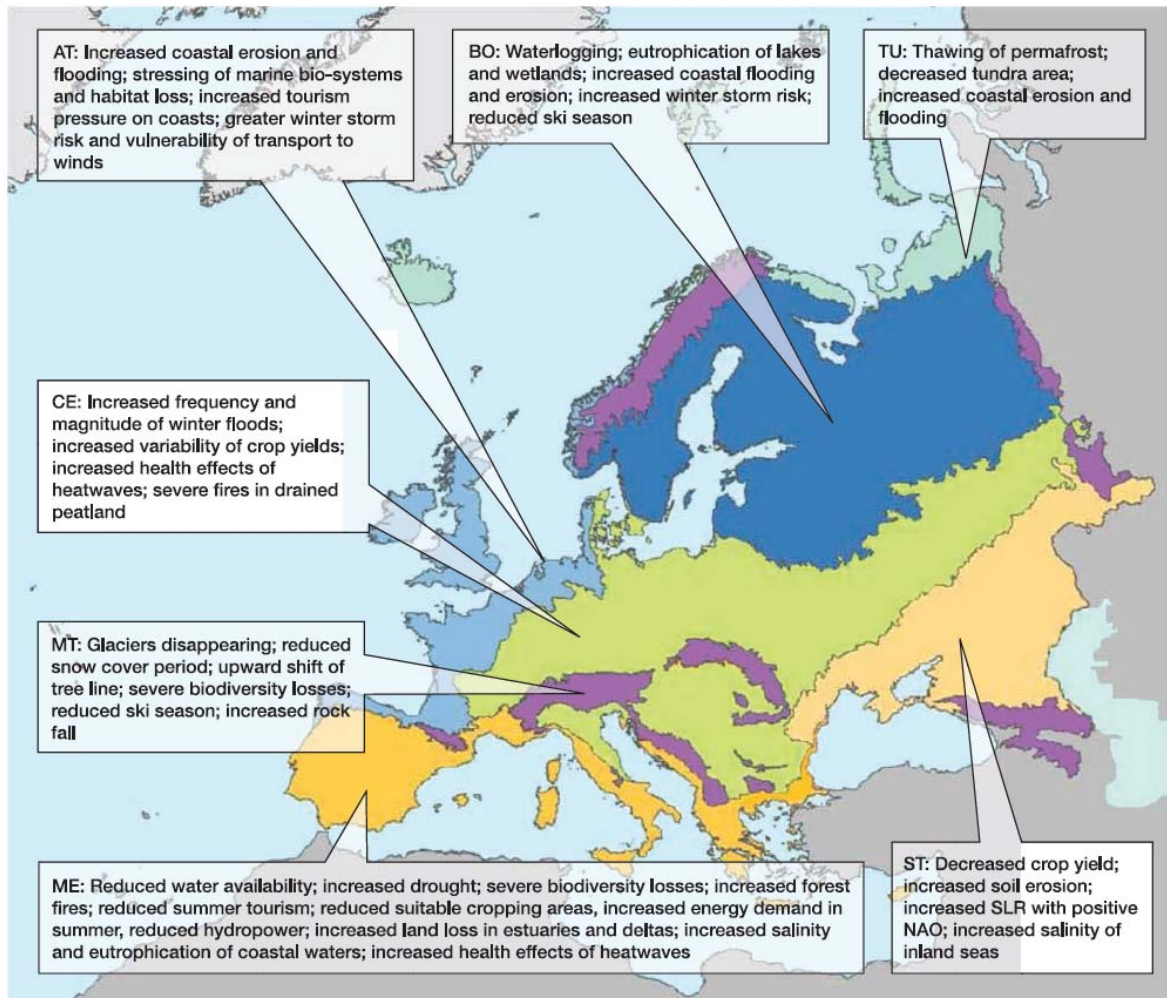 AT: Increased coastal erosion and
flooding; stressing of marine bio-systems
and habitat loss; increased tourism
pressure on coasts; greater winter storm
risk and vulnerability of transport to
winds
BO: Waterlogging; eutrophication of lakes
and wetlands; increased coastal flooding
and erosion; increased winter storm risk;
reduced ski season
TU: Thawing of permafrost;
decreased tundra area;
increased coastal erosion and
flooding
CE: Increased frequency and
magnitude of winter floods;
increased variability of crop yields;
increased health effects of
heatwaves; severe fires in drained
peatland
MT: Glaciers disappearing; reduced
snow cover period; upward shift of
tree line; severe biodiversity losses;
reduced ski season; increased rock
fall
ME: Reduced water availability; increased drought; severe biodiversity losses; increased forest
fires; reduced summer tourism; reduced suitable cropping areas, increased energy demand in
summer, reduced hydropower; increased land loss in estuaries and deltas; increased salinity
and eutrophication of coastal waters; increased health effects of heatwaves
ST: Decreased crop yield;
increased soil erosion;
increased SLR with positive
NAO; increased salinity of
inland seas